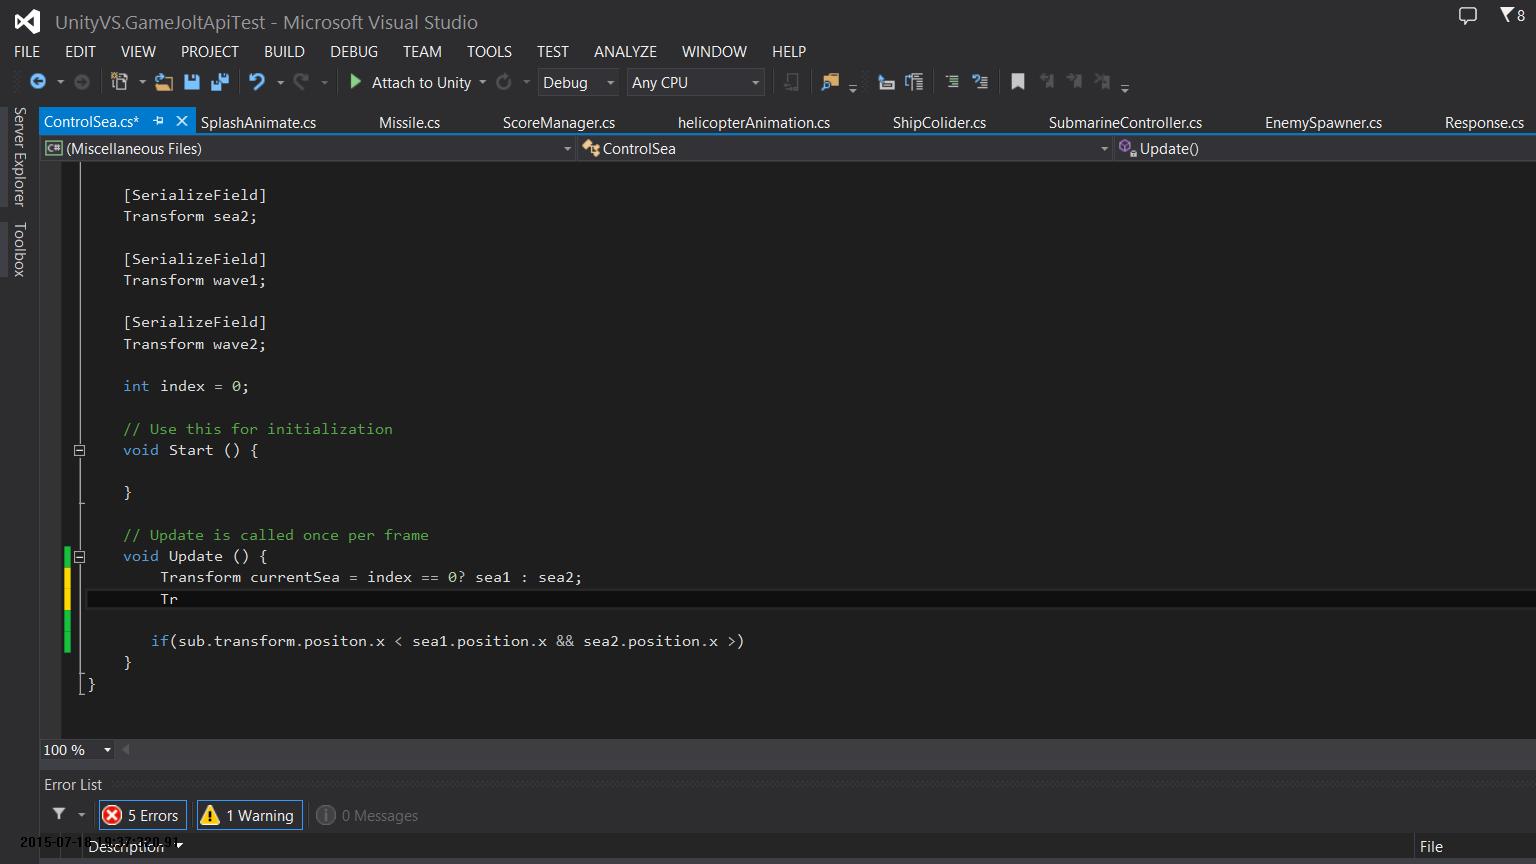 UnityVS.GameJoltApiTest - Microsoft Visual Studio
8
FILE EDIT VIEW PROJECT BUILD DEBUG TEAM TOOLS TEST ANALYZE WINDOW HELP
Attach to Unity Debug Any CPU
Server Explorer
Toolbox
ControlSea.cs* SplashAnimate.cs Missile.cs ScoreManager.cs helicopterAnimation.cs ShipColider.cs SubmarineController.cs EnemySpawner.cs Response.cs
C# (Miscellaneous Files) ControlSea Update()
[SerializeField]
Transform sea2;
[SerializeField]
Transform wave1;
[SerializeField]
Transform wave2;
int index = 0;
// Use this for initialization
void Start () {
}
// Update is called once per frame
void Update () {
Transform currentSea = index == 0? sea1 : sea2;
Tr
if(sub.transform.positon.x < sea1.position.x && sea2.position.x >)
}
}
100 %
Error List
5 Errors 1 Warning 0 Messages
Description File